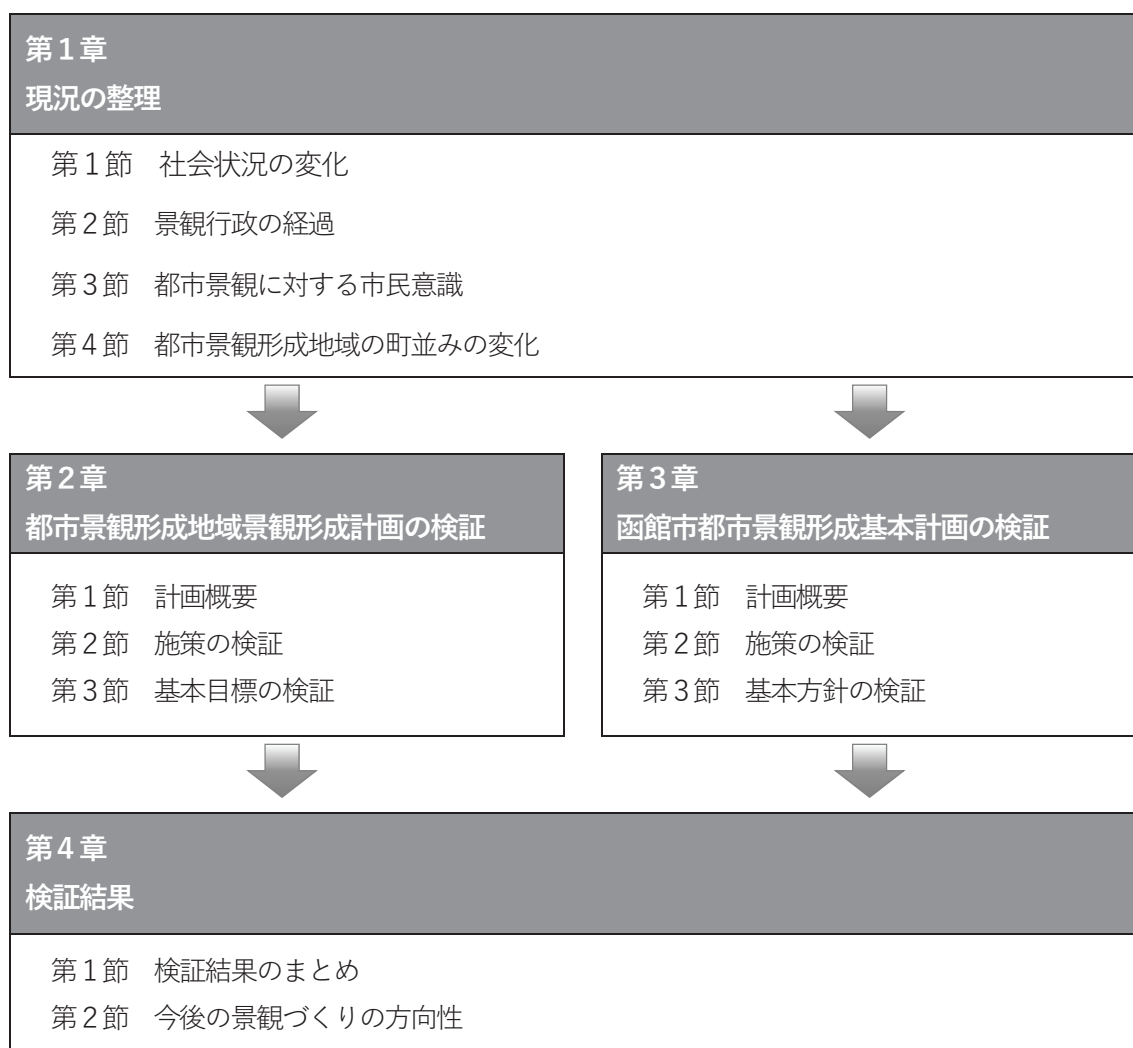 第1章
現況の整理
第1節 社会状況の変化
第2節 景観行政の経過
第3節 都市景観に対する市民意識
第4節 都市景観形成地域の町並みの変化
第2章
都市景観形成地域景観形成計画の検証
第1節 計画概要
第2節 施策の検証
第3節 基本目標の検証
第3章
函館市都市景観形成基本計画の検証
第1節 計画概要
第2節 施策の検証
第3節 基本方針の検証
第4章
検証結果
第1節 検証結果のまとめ
第2節 今後の景観づくりの方向性